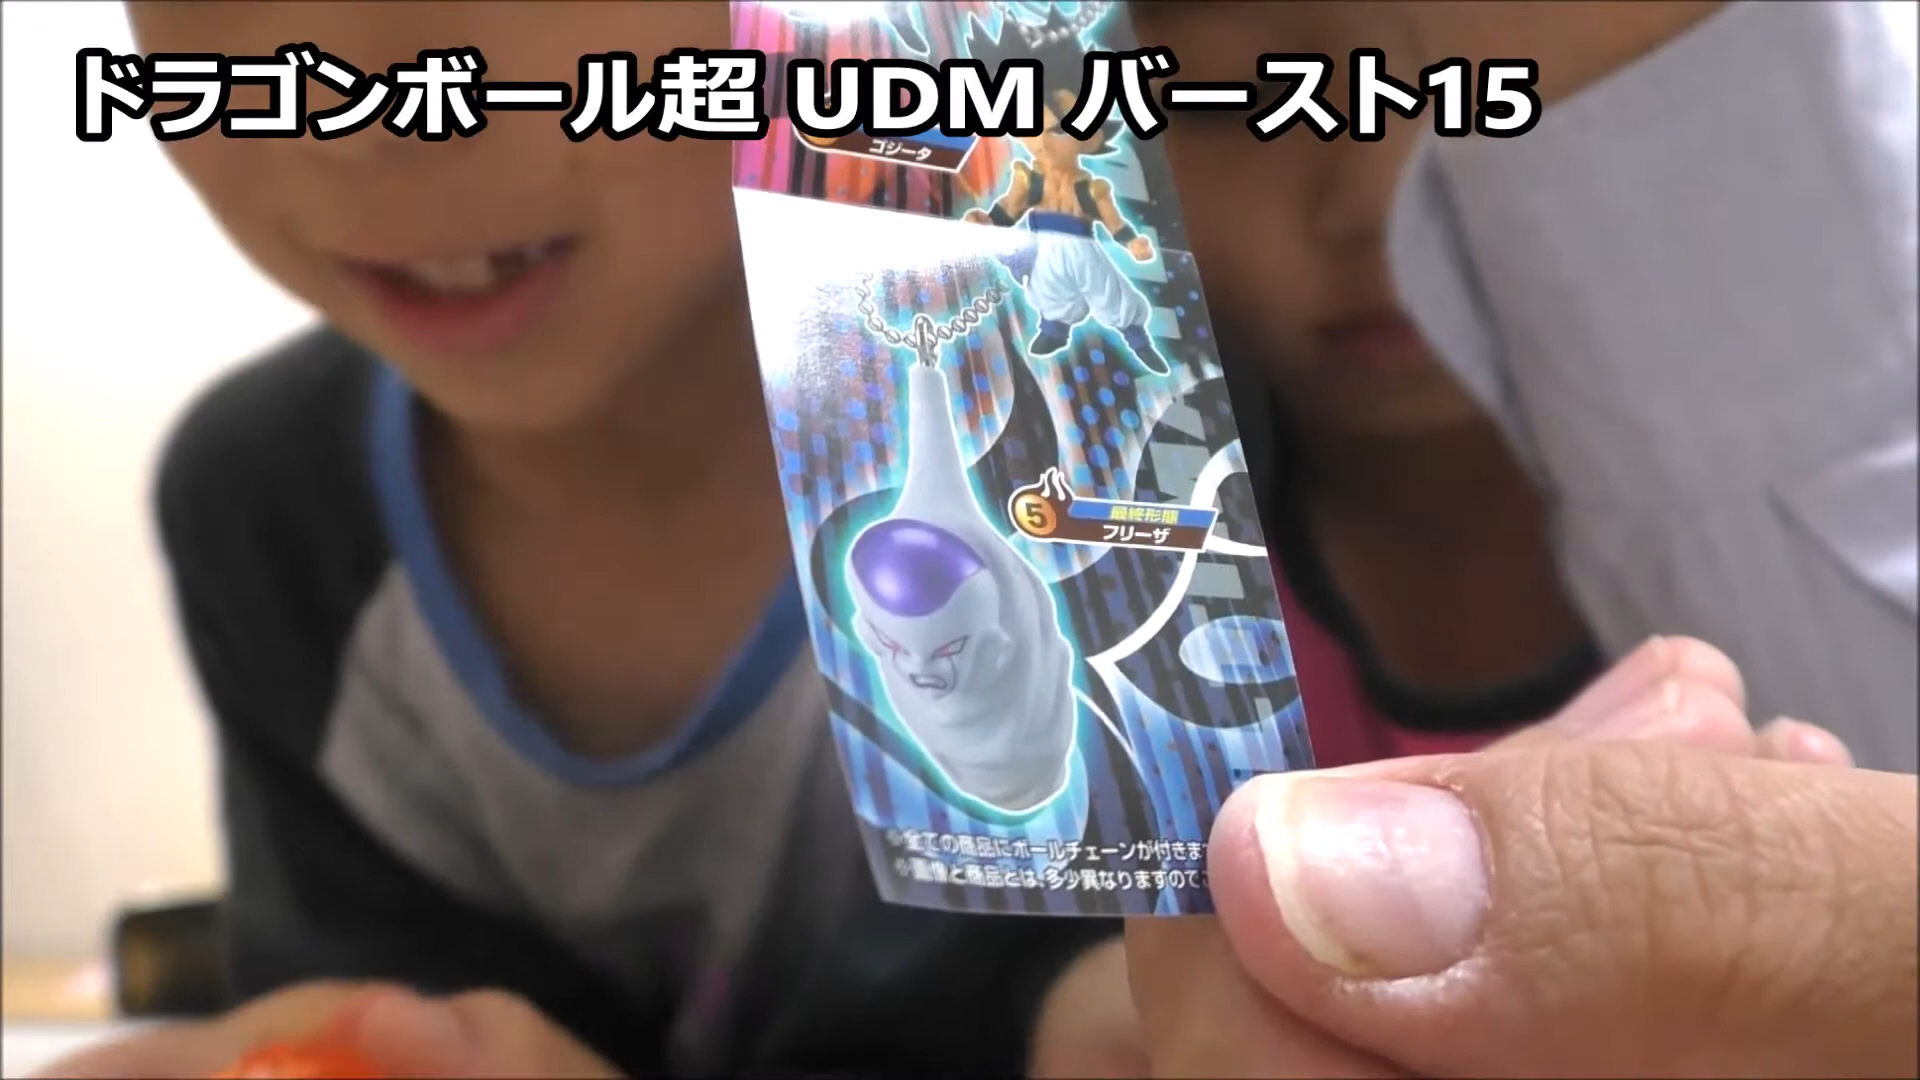 ドラゴンボール超 UDM バースト15
ゴジータ
5
最終形態
フリーザ
※全ての商品にボールチェーンが付きます
※画像と商品とは、多少異なりますのでご